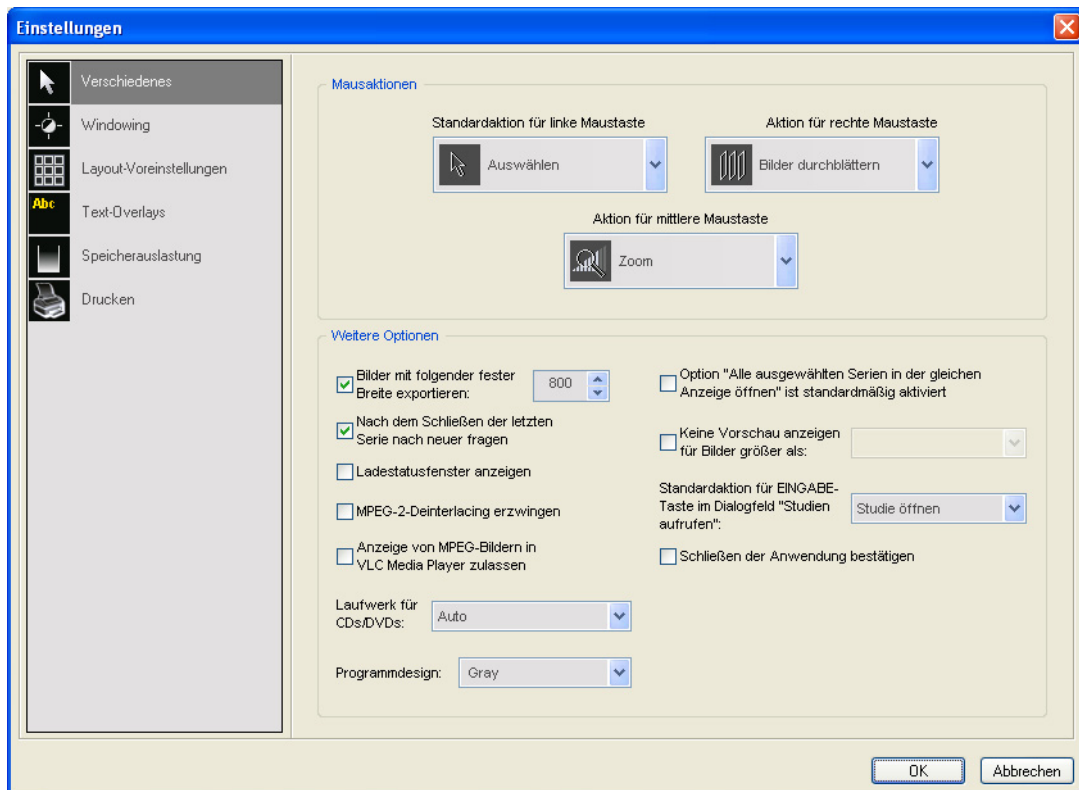 Einstellungen
Verschiedenes
Windowing
Layout-Voreinstellungen
Abc
Text-Overlays
Speicherauslastung
Drucken
Mausaktionen
Standardaktion für linke Maustaste
Aktion für rechte Maustaste
Auswählen
Bilder durchblättern
Aktion für mittlere Maustaste
Zoom
Weitere Optionen
Bilder mit folgender fester
Breite exportieren:
800
Nach dem Schließen der letzten
Serie nach neuer fragen
Ladestatusfenster anzeigen
MPEG-2-Deinterlacing erzwingen
Anzeige von MPEG-Bildern in
VLC Media Player zulassen
Laufwerk für
CDs/DVDs:
Auto
Programmdesign:
Gray
Option "Alle ausgewählten Serien in der gleichen
Anzeige öffnen" ist standardmäßig aktiviert
Keine Vorschau anzeigen
für Bilder größer als:
Standardaktion für EINGABE-
Taste im Dialogfeld "Studien
aufrufen":
Studie öffnen
Schließen der Anwendung bestätigen
OK
Abbrechen